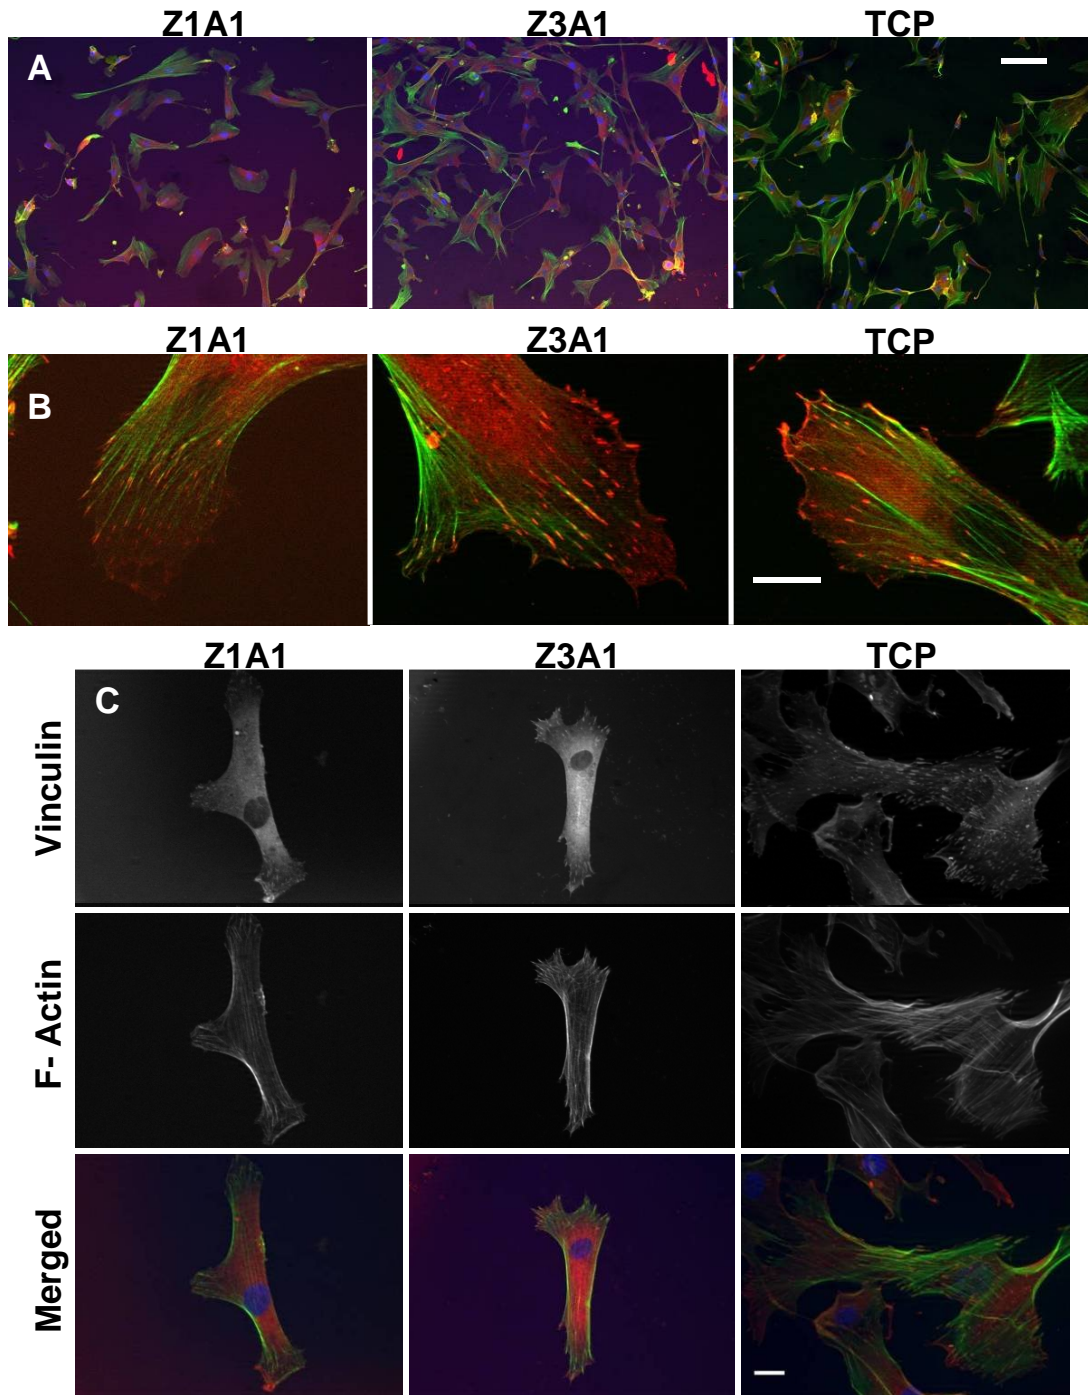 Z1A1 Z3A1 TCP
A
Z1A1 Z3A1 TCP
B
Z1A1 Z3A1 TCP
C
Vinculin
F- Actin
Merged